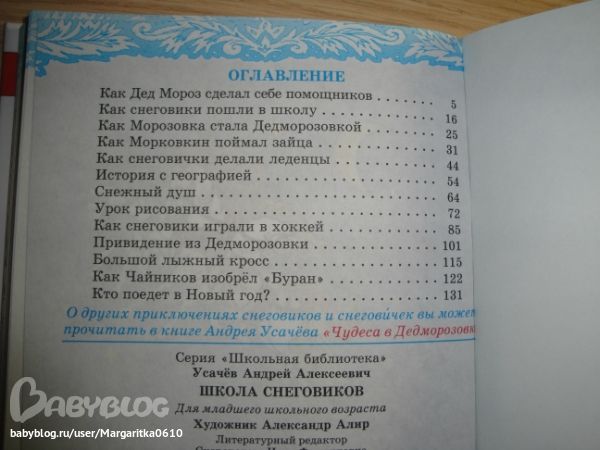 ОГЛАВЛЕНИЕ
Как Дед Мороз сделал себе помощников . . . . . . . 5
Как снеговики пошли в школу . . . . . . . . . . . . 16
Как Морозовка стала Дедморозовкой . . . . . . . . 25
Как Морковкин поймал зайца . . . . . . . . . . . . 31
Как снеговички делали леденцы . . . . . . . . . . . 44
История с географией . . . . . . . . . . . . . . . . 54
Снежный душ . . . . . . . . . . . . . . . . . . . . 64
Урок рисования . . . . . . . . . . . . . . . . . . . 72
Как снеговики играли в хоккей . . . . . . . . . . . 85
Привидение из Дедморозовки . . . . . . . . . . . . 101
Большой лыжный кросс . . . . . . . . . . . . . . . 115
Как Чайников изобрёл «Буран» . . . . . . . . . . . 122
Кто поедет в Новый год? . . . . . . . . . . . . . . 131
О других приключениях снеговиков и снегови́чек вы может
прочитать в книге Андрея Усачёва «Чудеса в Дедморозовк
Серия «Школьная библиотека»
Усачёв Андрей Алексеевич
ШКОЛА СНЕГОВИКОВ
Для младшего школьного возраста
Художник Александр Алир
Литературный редактор
BABYBLOG
babyblog.ru/user/Margaritka0610